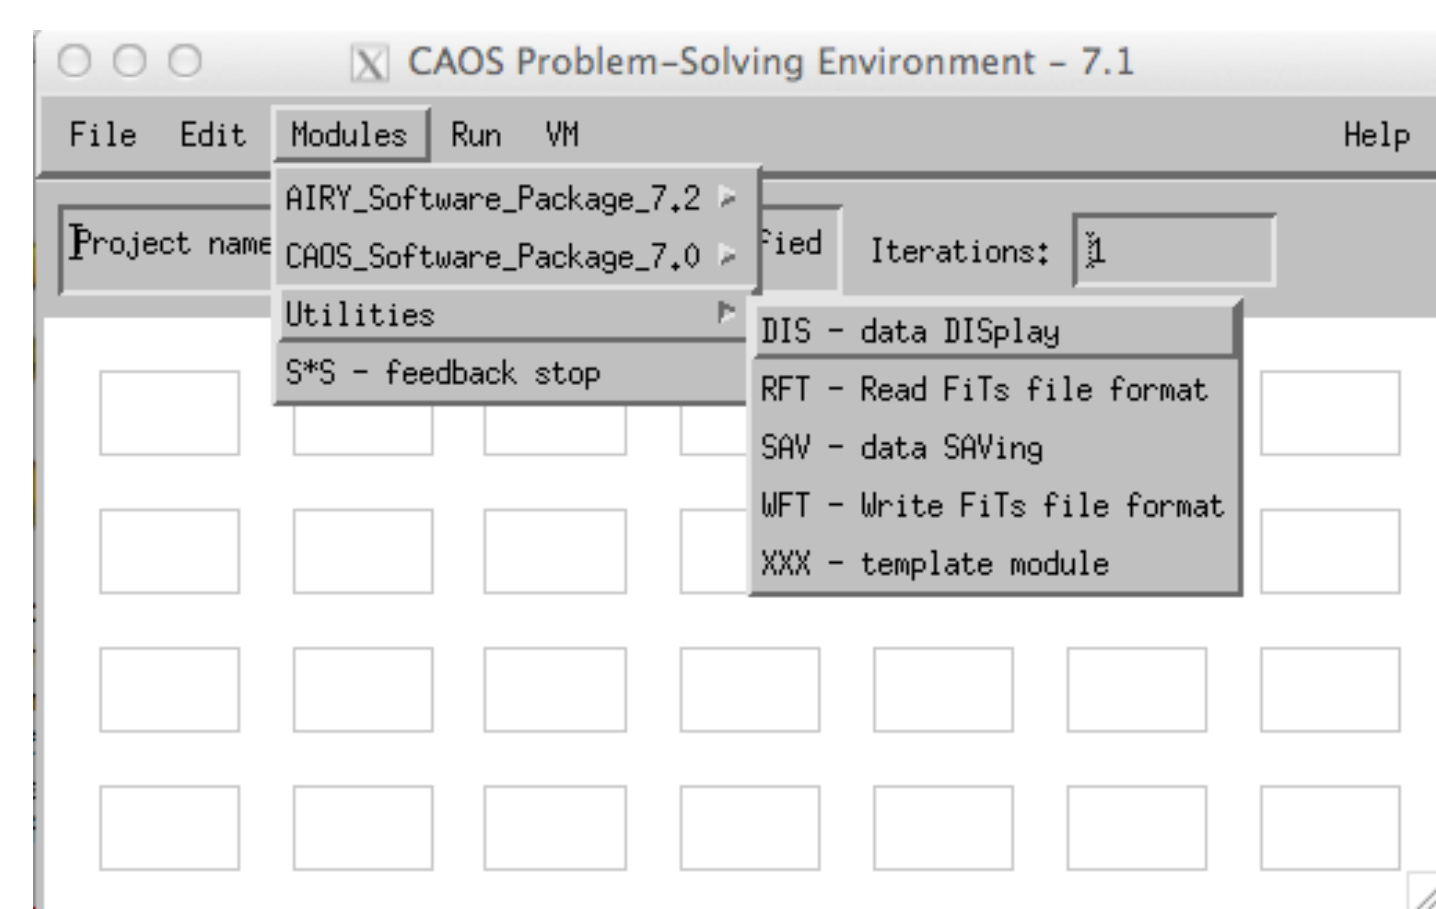 X CAOS Problem-Solving Environment - 7.1
File Edit Modules Run VM Help
AIRY_Software_Package_7.2
Project name
Iterations: 1
CAOS_Software_Package_7.0
Utilities
S*S - feedback stop
DIS - data DISplay
RFT - Read FiTs file format
SAV - data SAVing
WFT - Write FiTs file format
XXX - template module